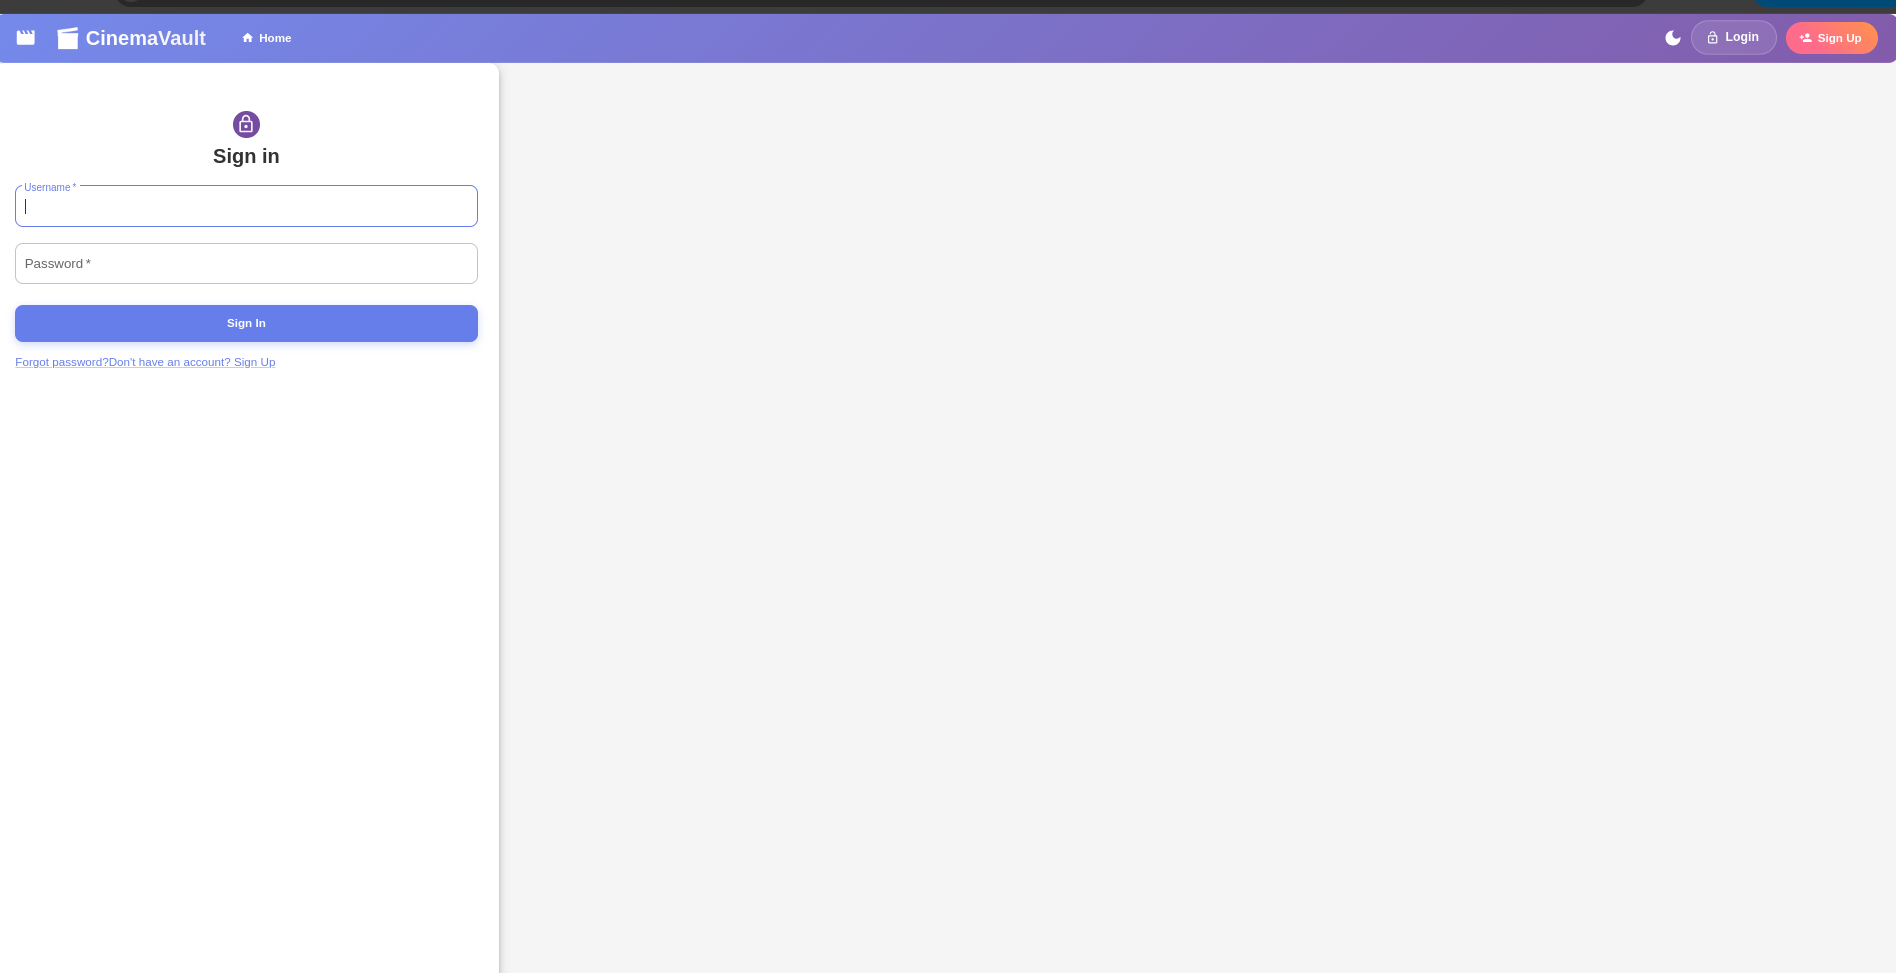 CinemaVault
Home
Login
Sign Up
Sign in
Username *
Password *
Sign In
Forgot password?Don't have an account? Sign Up